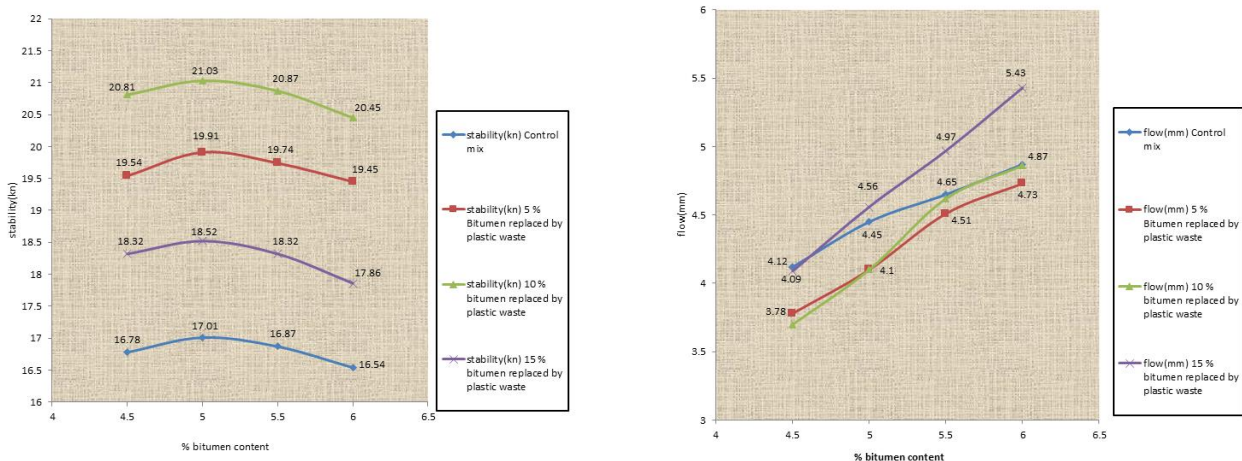 22
21.5
21
20.5
20
19.5
19
18.5
18
17.5
17
16.5
16
stability(kn)
20.81
21.03
20.87
20.45
19.54
19.91
19.74
19.45
18.32
18.52
18.32
17.86
16.78
17.01
16.87
16.54
4
4.5
5
5.5
6
6.5
% bitumen content
stability(kn) Control
mix
stability(kn) 5 %
Bitumen replaced by
plastic waste
stability(kn) 10 %
bitumen replaced by
plastic waste
stability(kn) 15 %
bitumen replaced by
plastic waste
6
5.5
5
4.5
4
3.5
3
flow(mm)
5.43
4.97
4.87
4.56
4.65
4.73
4.45
4.51
4.12
4.09
4.1
3.78
4
4.5
5
5.5
6
6.5
% bitumen content
flow(mm) Control
mix
flow(mm) 5 %
Bitumen replaced by
plastic waste
flow(mm) 10 %
bitumen replaced by
plastic waste
flow(mm) 15 %
bitumen replaced by
plastic waste